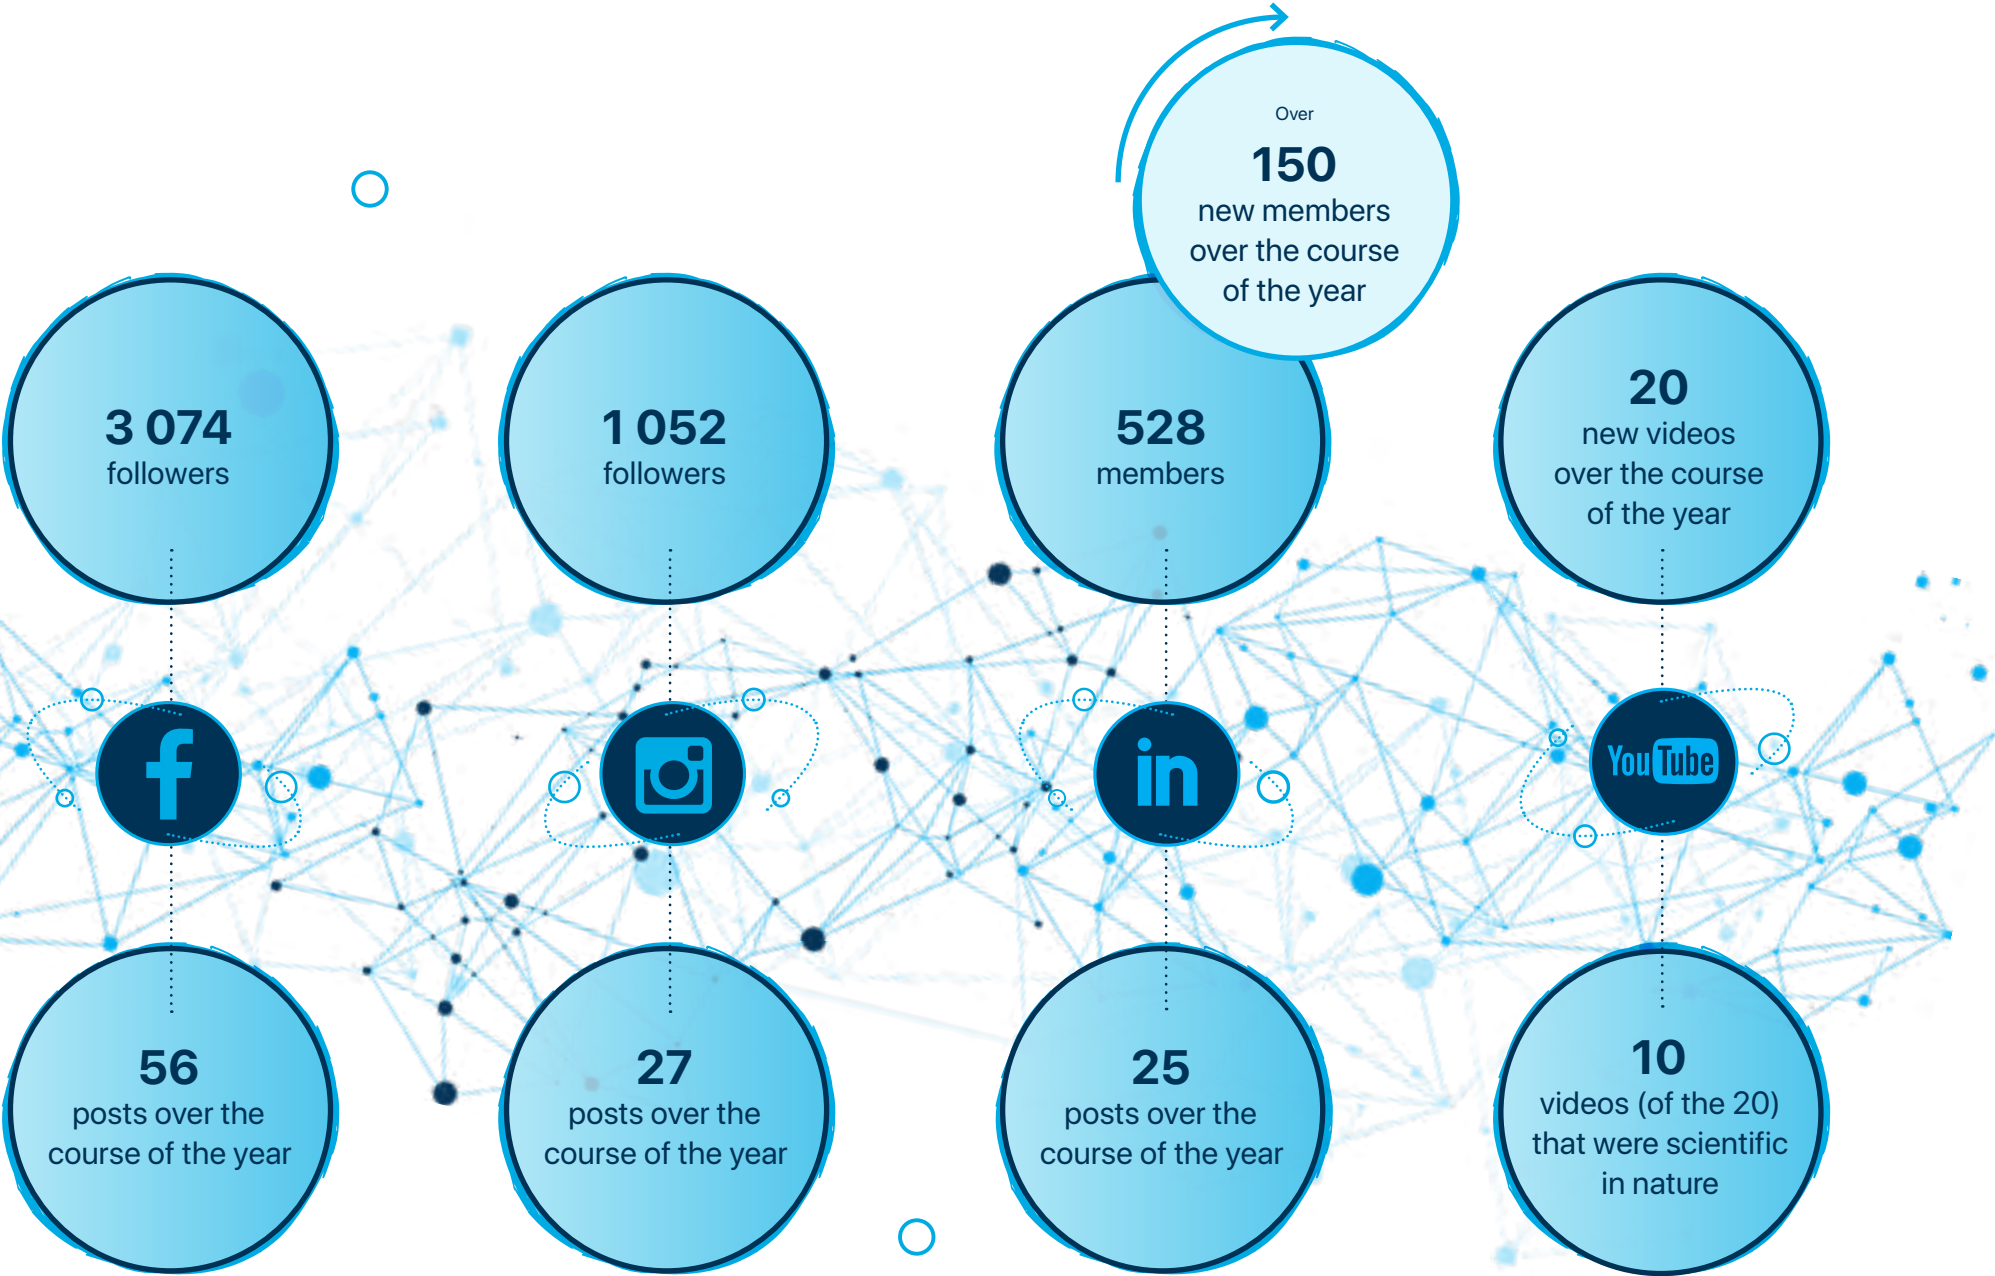 Over
150
new members
over the course
of the year
3 074
followers
1 052
followers
528
members
20
new videos
over the course
of the year
f
in
YouTube
56
posts over the
course of the year
27
posts over the
course of the year
25
posts over the
course of the year
10
videos (of the 20)
that were scientific
in nature